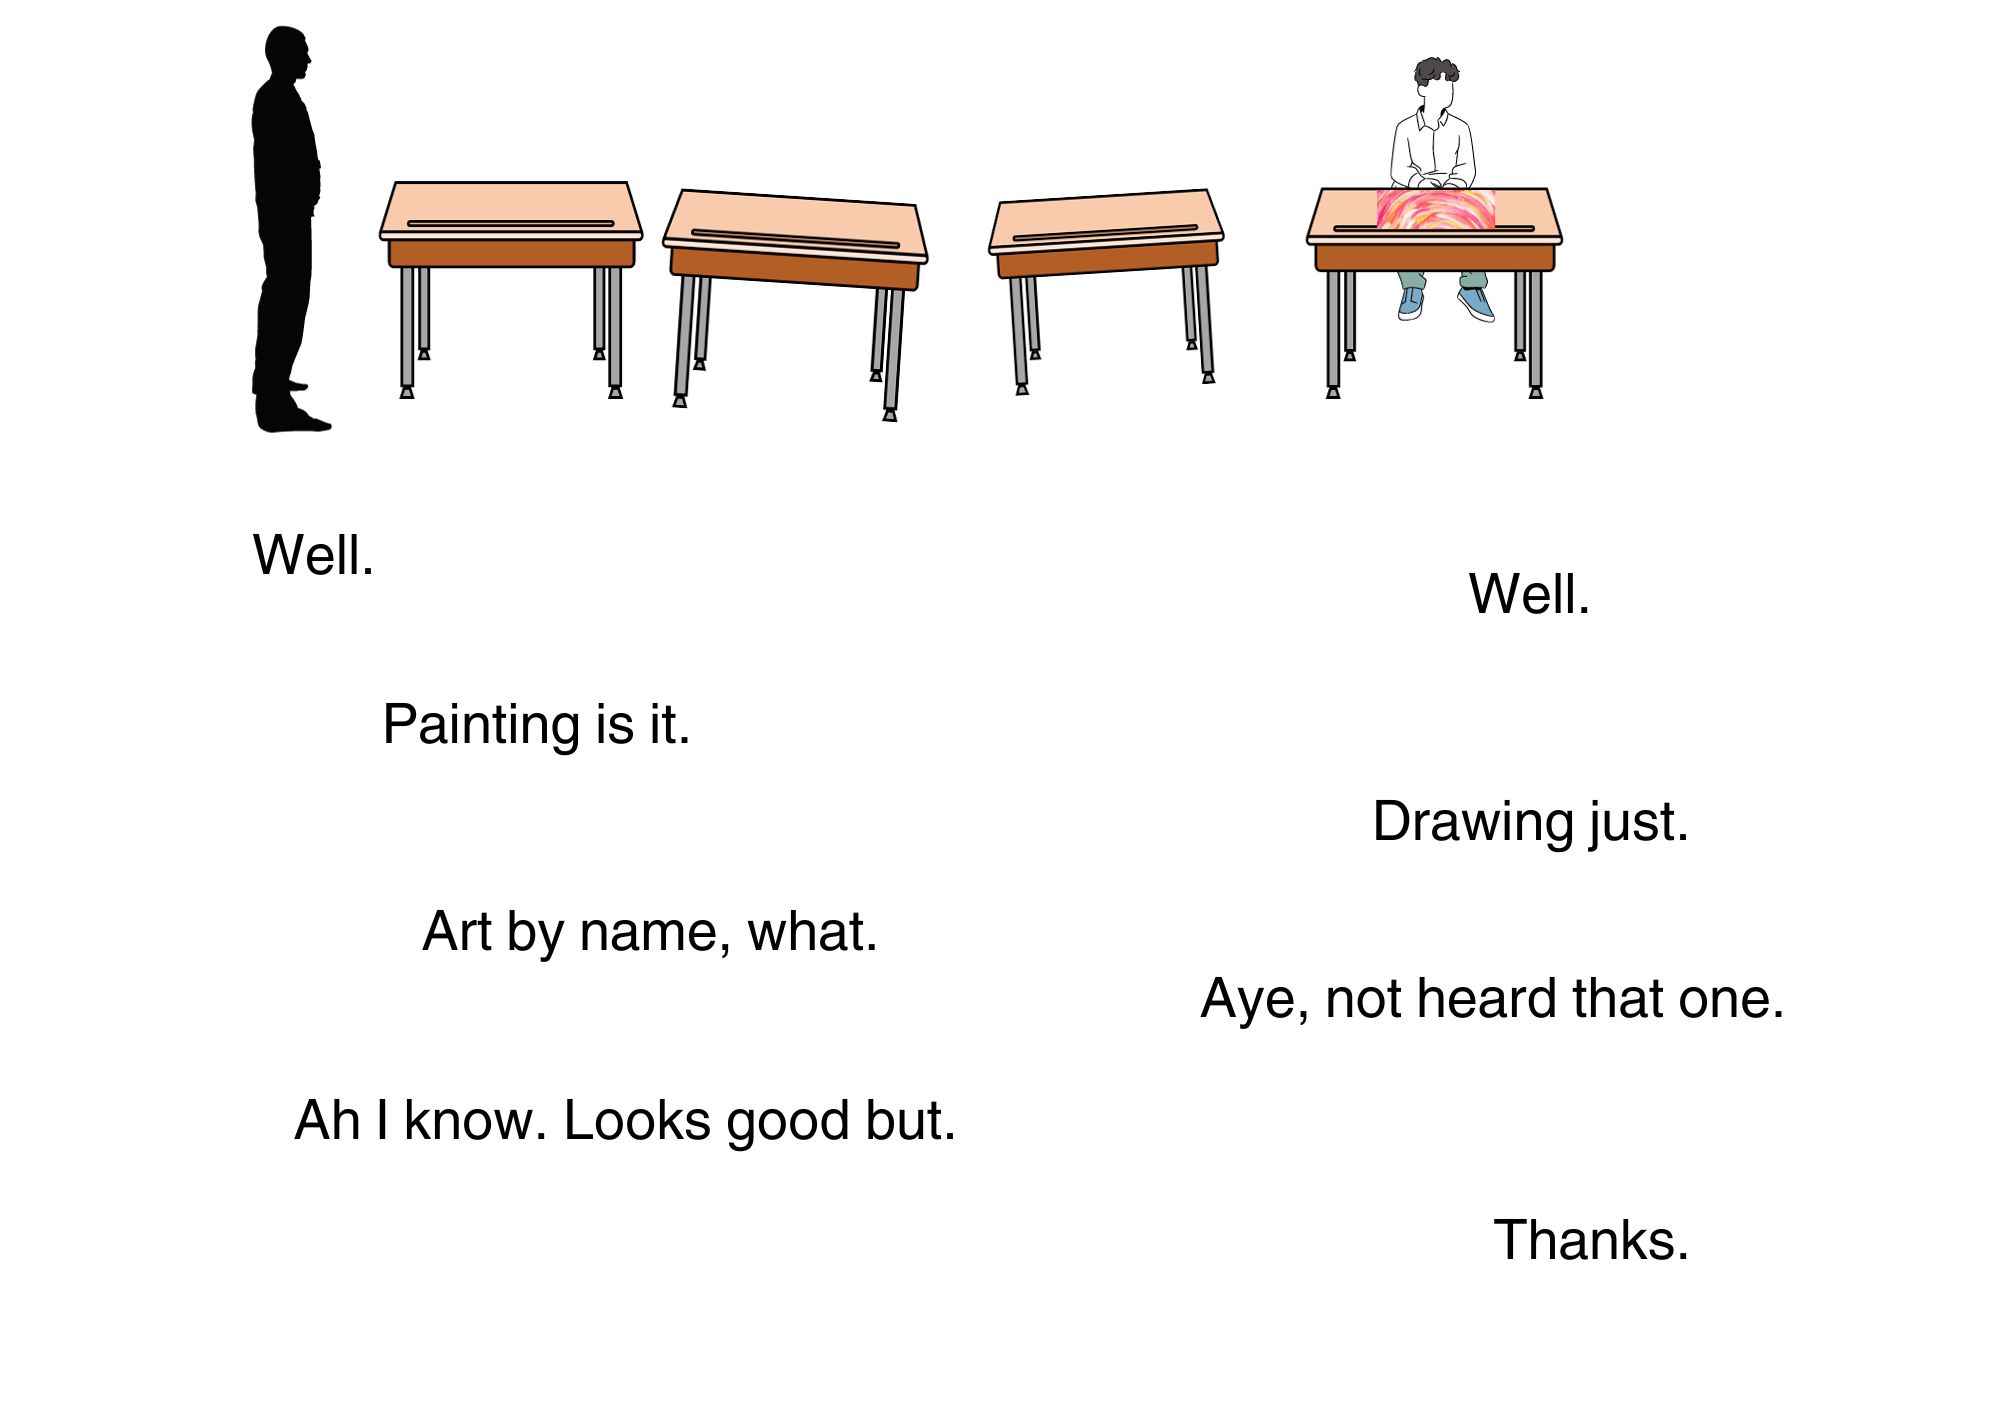 Well.
Well.
Painting is it.
Drawing just.
Art by name, what.
Aye, not heard that one.
Ah I know. Looks good but.
Thanks.